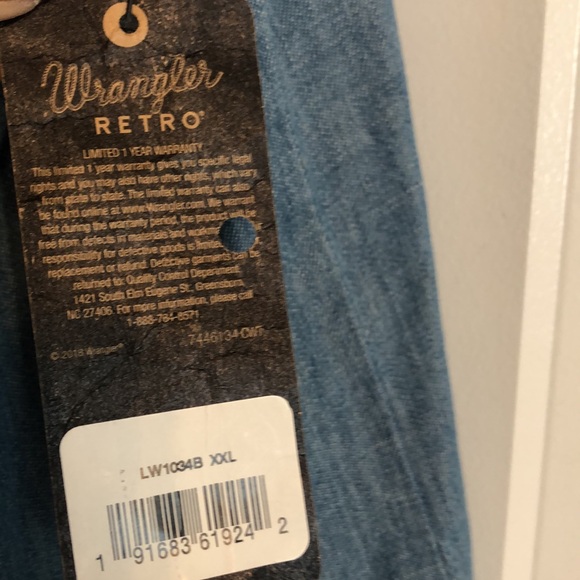 Wrangler
RETRO®
LIMITED 1 YEAR WARRANTY
This limited 1 year warranty gives you specific legal
rights and you may also have other rights, which vary
from state to state. The limited warranty can also
be found online at www.wrangler.com. We warrant
that during the warranty period, the product
free from defects in materials and
responsibility for defective goods is
replacement or refund. Defective garments can be
returned to: Quality Control Department
1421 South Elm Eugene St., Greensboro,
NC 27406. For more information, please call
1-888-784-8571
7446134 CWT
© 2018 Wrangler®
LW1034B XXL
1 91683 61924 2